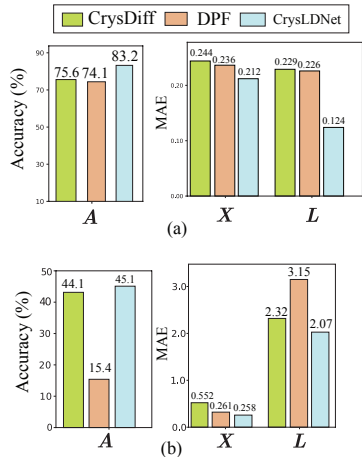 CrysDiff DPF CrysLDNet
Accuracy (%)
90
70
50
30
10
75.6 74.1 83.2
A
MAE
0.20
0.10
0.00
0.244 0.236 0.212
0.229 0.226 0.124
X L
(a)
Accuracy (%)
50
40
30
20
10
0
44.1 15.4 45.1
A
MAE
3.0
2.0
1.0
0.0
0.552 0.261 0.258
2.32 3.15 2.07
X L
(b)